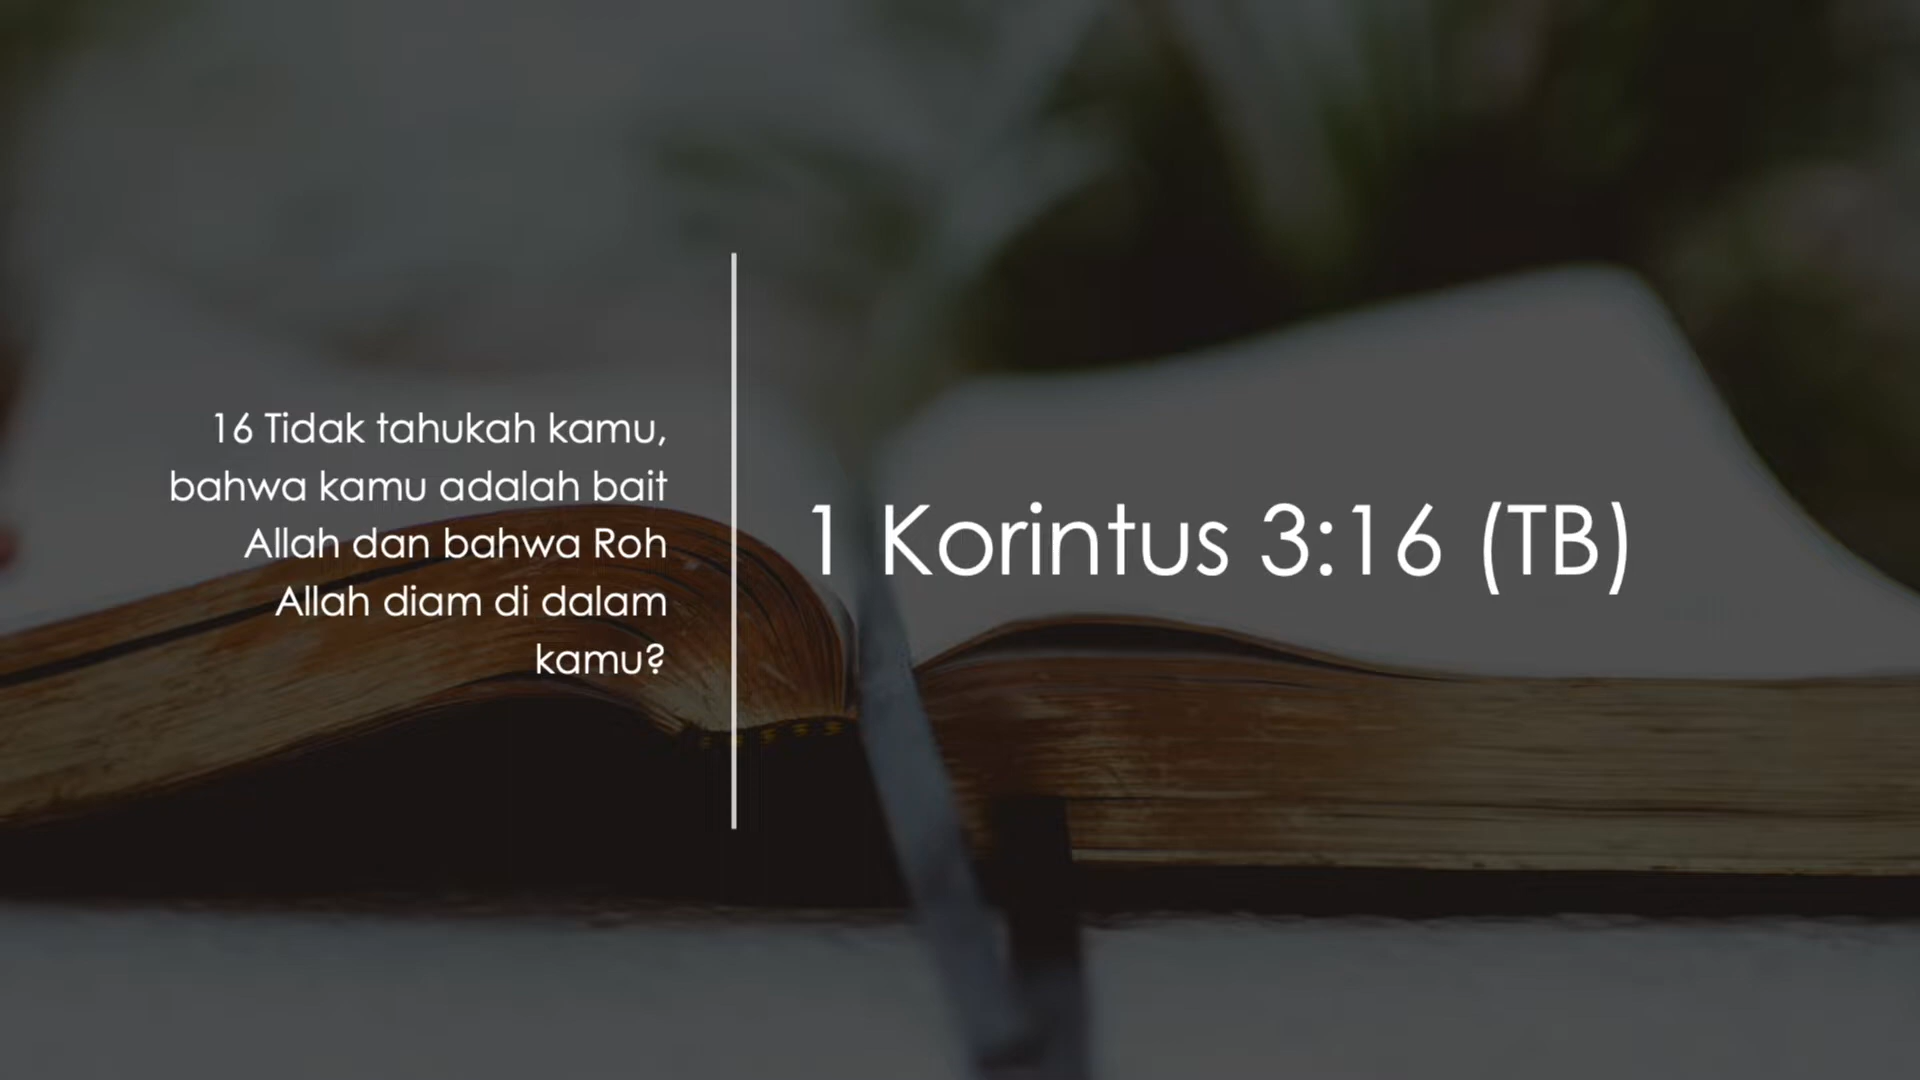 16 Tidak tahukah kamu,
bahwa kamu adalah bait
Allah dan bahwa Roh
Allah diam di dalam
kamu?
1 Korintus 3:16 (TB)